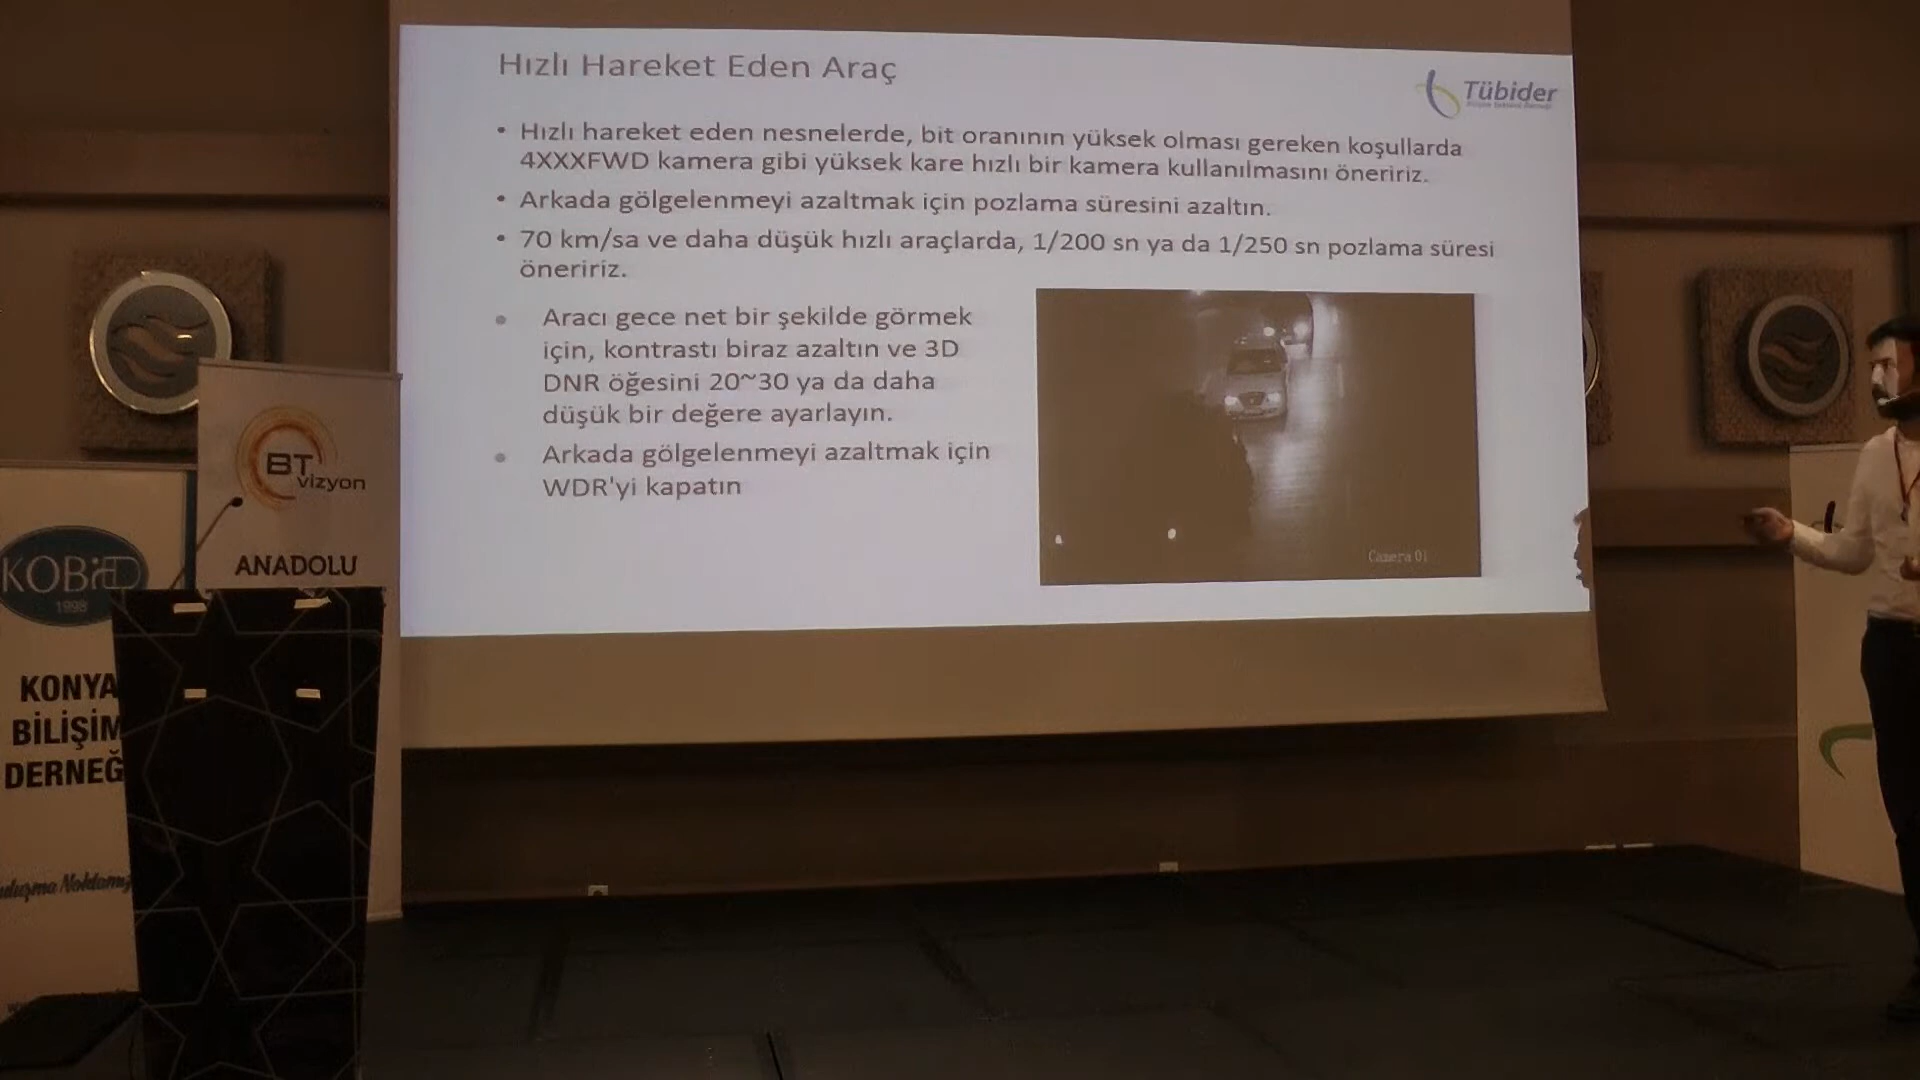 Hızlı Hareket Eden Araç
Tübider
• Hızlı hareket eden nesnelerde, bit oranının yüksek olması gereken koşullarda
4XXXFWD kamera gibi yüksek kare hızlı bir kamera kullanılmasını öneririz.
• Arkada gölgelenmeyi azaltmak için pozlama süresini azaltın.
• 70 km/sa ve daha düşük hızlı araçlarda, 1/200 sn ya da 1/250 sn pozlama süresi
öneririz.
• Aracı gece net bir şekilde görmek
için, kontrastı biraz azaltın ve 3D
DNR öğesini 20~30 ya da daha
düşük bir değere ayarlayın.
• Arkada gölgelenmeyi azaltmak için
WDR'yi kapatın
Camera 01
BT
vizyon
ANADOLU
KOBİD
1998
KONYA
BİLİŞİM
DERNEĞ